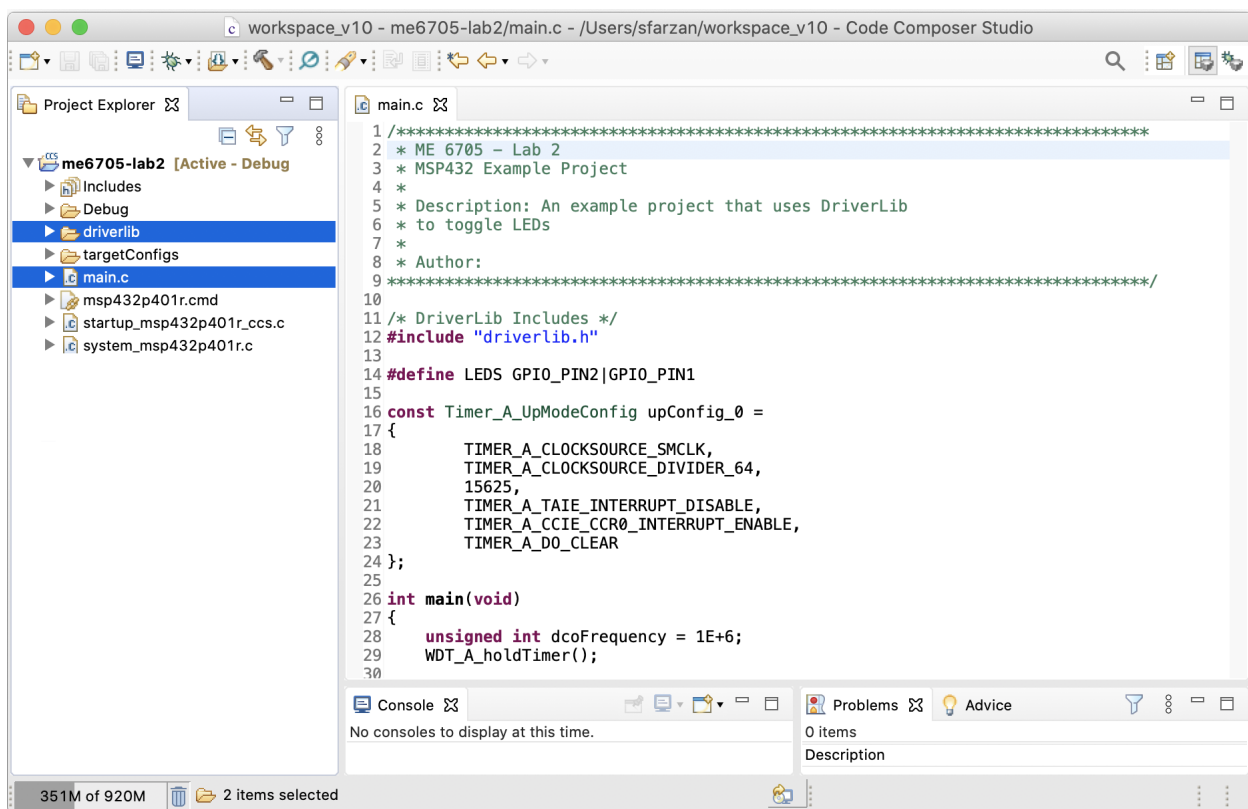 workspace_v10 - me6705-lab2/main.c - /Users/sfarzan/workspace_v10 - Code Composer Studio
Project Explorer
me6705-lab2 [Active - Debug
Includes
Debug
driverlib
targetConfigs
main.c
msp432p401r.cmd
startup_msp432p401r_ccs.c
system_msp432p401r.c
main.c
1 /******************************************************************************
2 * ME 6705 – Lab 2
3 * MSP432 Example Project
4 *
5 * Description: An example project that uses DriverLib
6 * to toggle LEDs
7 *
8 * Author:
9 *******************************************************************************/
10
11 /* DriverLib Includes */
12 #include "driverlib.h"
13
14 #define LEDS GPIO_PIN2|GPIO_PIN1
15
16 const Timer_A_UpModeConfig upConfig_0 =
17 {
18 TIMER_A_CLOCKSOURCE_SMCLK,
19 TIMER_A_CLOCKSOURCE_DIVIDER_64,
20 15625,
21 TIMER_A_TAIE_INTERRUPT_DISABLE,
22 TIMER_A_CCIE_CCR0_INTERRUPT_ENABLE,
23 TIMER_A_DO_CLEAR
24 };
25
26 int main(void)
27 {
28 unsigned int dcoFrequency = 1E+6;
29 WDT_A_holdTimer();
30
Console
No consoles to display at this time.
Problems
Advice
0 items
Description
351M of 920M
2 items selected